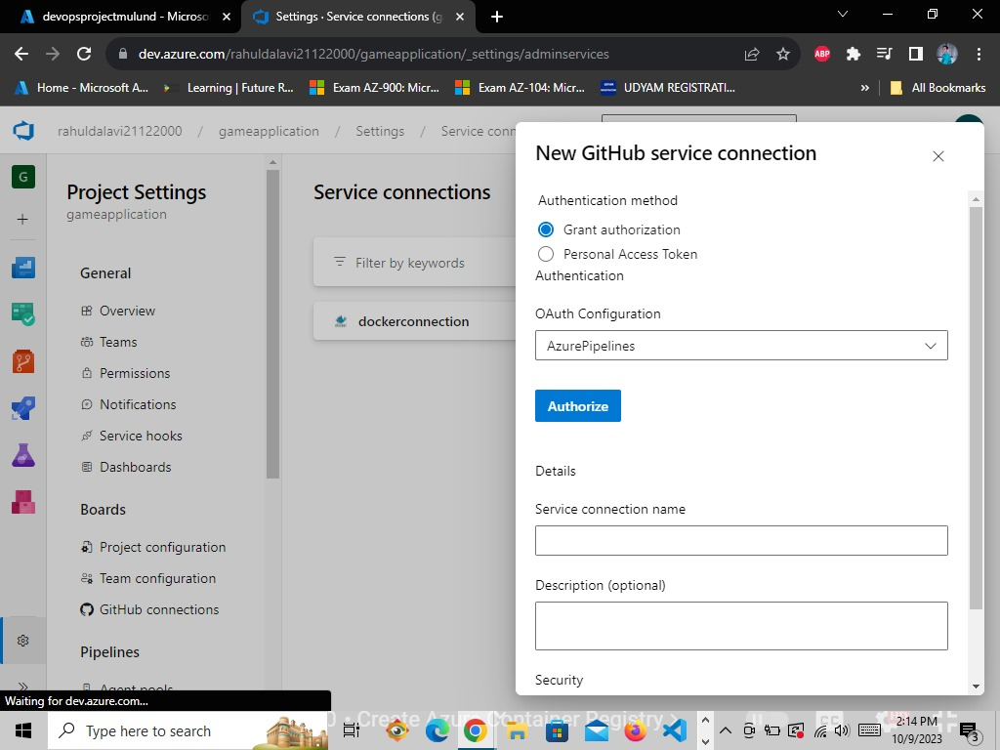 devopsprojectmulund - Microso
Settings · Service connections (g
dev.azure.com/rahuldalavi21122000/gameapplication/_settings/adminservices
ABP
Home - Microsoft A...
Learning | Future R...
Exam AZ-900: Micr...
Exam AZ-104: Micr...
UDYAM REGISTRATI...
»
All Bookmarks
rahuldalavi21122000 / gameapplication / Settings / Service conn
G
Project Settings
gameapplication
General
Overview
Teams
Permissions
Notifications
Service hooks
Dashboards
Boards
Project configuration
Team configuration
GitHub connections
Pipelines
Agent pools
Service connections
Filter by keywords
dockerconnection
New GitHub service connection
Authentication method
Grant authorization
Personal Access Token
Authentication
OAuth Configuration
AzurePipelines
Authorize
Details
Service connection name
Description (optional)
Security
Waiting for dev.azure.com...
Type here to search
0 • Create Azure Container Registry
CC
2:14 PM
10/9/2023
3